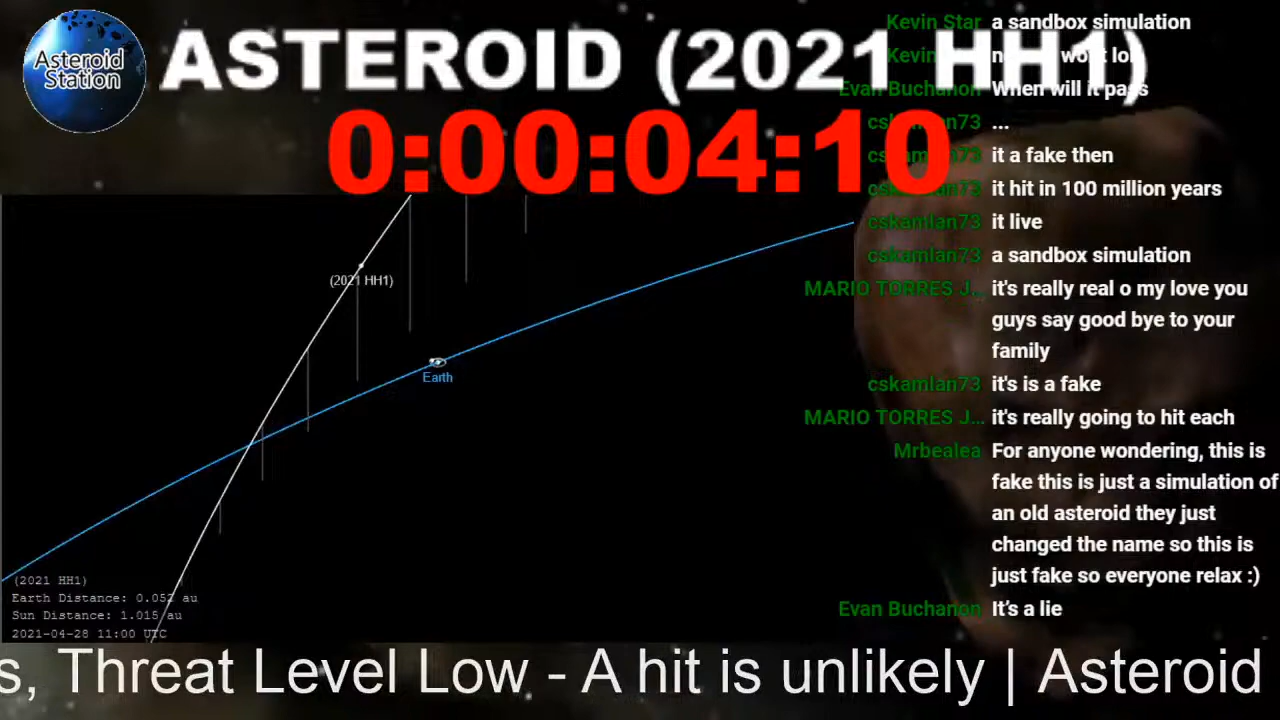 Asteroid
Station
ASTEROID (2021 HH1)
0:00:04:10
Kevin Star a sandbox simulation
Kevin
Evan Buchanon When will it pass
cskamlan73 ...
cskamlan73 it a fake then
cskamlan73 it hit in 100 million years
cskamlan73 it live
cskamlan73 a sandbox simulation
MARIO TORRES J... it's really real o my love you
guys say good bye to your
family
cskamlan73 it's is a fake
MARIO TORRES J... it's really going to hit each
Mrbealea For anyone wondering, this is
fake this is just a simulation of
an old asteroid they just
changed the name so this is
just fake so everyone relax :)
Evan Buchanon It's a lie
(2021 HH1)
Earth
(2021 HH1)
Earth Distance: 0.052 au
Sun Distance: 1.015 au
2021-04-28 11:00 UTC
s, Threat Level Low - A hit is unlikely | Asteroid